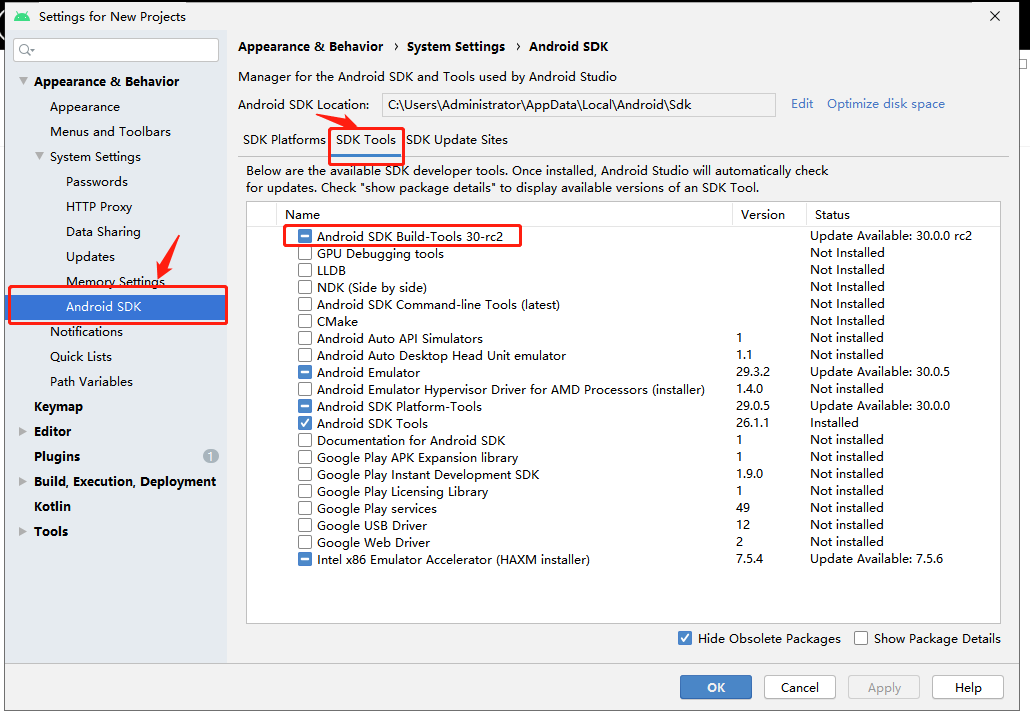 Settings for New Projects
Appearance & Behavior
Appearance
Menus and Toolbars
System Settings
Passwords
HTTP Proxy
Data Sharing
Updates
Memory Settings
Android SDK
Notifications
Quick Lists
Path Variables
Keymap
Editor
Plugins 1
Build, Execution, Deployment
Kotlin
Tools
Appearance & Behavior › System Settings › Android SDK
Manager for the Android SDK and Tools used by Android Studio
Android SDK Location: C:\Users\Administrator\AppData\Local\Android\Sdk Edit Optimize disk space
SDK Platforms SDK Tools SDK Update Sites
Below are the available SDK developer tools. Once installed, Android Studio will automatically check
for updates. Check "show package details" to display available versions of an SDK Tool.
Name Version Status
Android SDK Build-Tools 30-rc2 Update Available: 30.0.0 rc2
GPU Debugging tools Not Installed
LLDB Not Installed
NDK (Side by side) Not Installed
Android SDK Command-line Tools (latest) Not Installed
CMake Not Installed
Android Auto API Simulators 1 Not installed
Android Auto Desktop Head Unit emulator 1.1 Not installed
Android Emulator 29.3.2 Update Available: 30.0.5
Android Emulator Hypervisor Driver for AMD Processors (installer) 1.4.0 Not installed
Android SDK Platform-Tools 29.0.5 Update Available: 30.0.0
Android SDK Tools 26.1.1 Installed
Documentation for Android SDK 1 Not installed
Google Play APK Expansion library 1 Not installed
Google Play Instant Development SDK 1.9.0 Not installed
Google Play Licensing Library 1 Not installed
Google Play services 49 Not installed
Google USB Driver 12 Not installed
Google Web Driver 2 Not installed
Intel x86 Emulator Accelerator (HAXM installer) 7.5.4 Update Available: 7.5.6
Hide Obsolete Packages Show Package Details
OK Cancel Apply Help